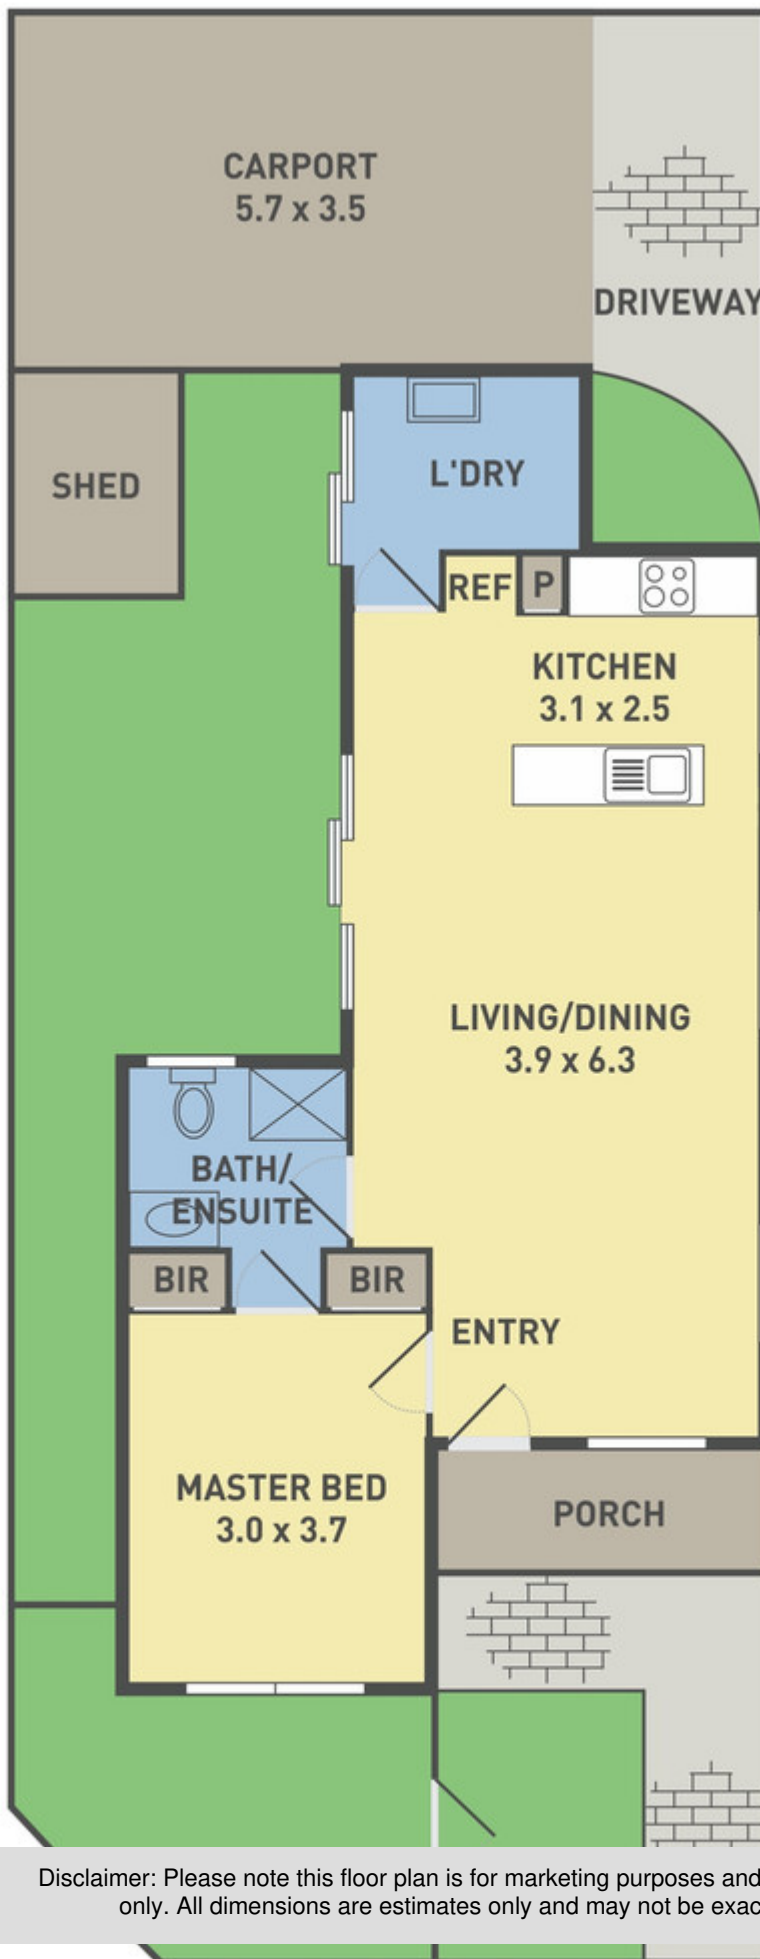 CARPORT
5.7 x 3.5
DRIVEWAY
SHED
L'DRY
REF
P
KITCHEN
3.1 x 2.5
LIVING/DINING
3.9 x 6.3
BATH/
ENSUITE
BIR
BIR
ENTRY
MASTER BED
3.0 x 3.7
PORCH
Disclaimer: Please note this floor plan is for marketing purposes and
only. All dimensions are estimates only and may not be exac